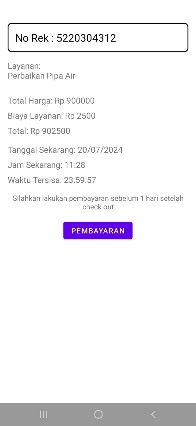 No Rek : 5220304312
Layanan:
Perbaikan Pipa Air
Total Harga: Rp 900000
Biaya Layanan: Rp 2500
Total: Rp 902500
Tanggal Sekarang: 20/07/2024
Jam Sekarang: 11:28
Waktu Tersisa: 23:59:57
Silahkan lakukan pembayaran sebelum 1 hari setelah
check out
PEMBAYARAN